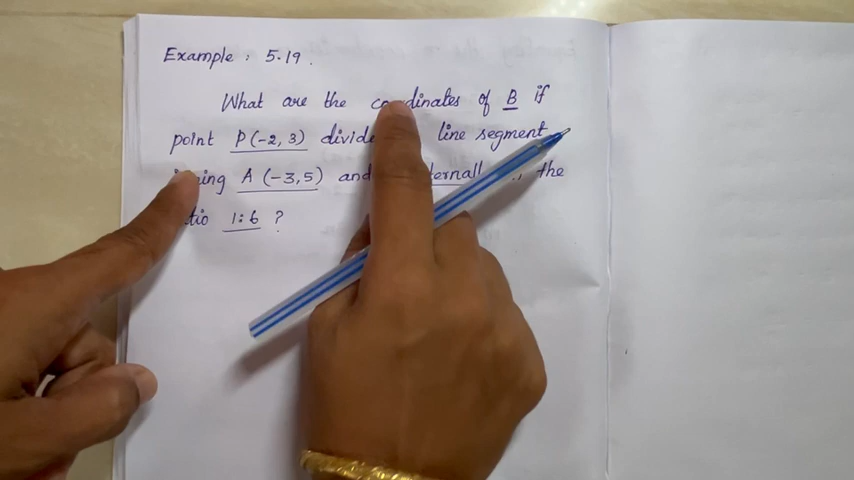 Example : 5.19.
What are the coordinates of B if
point P(-2, 3) divide line segment
A (-3,5) and the
1:6 ?